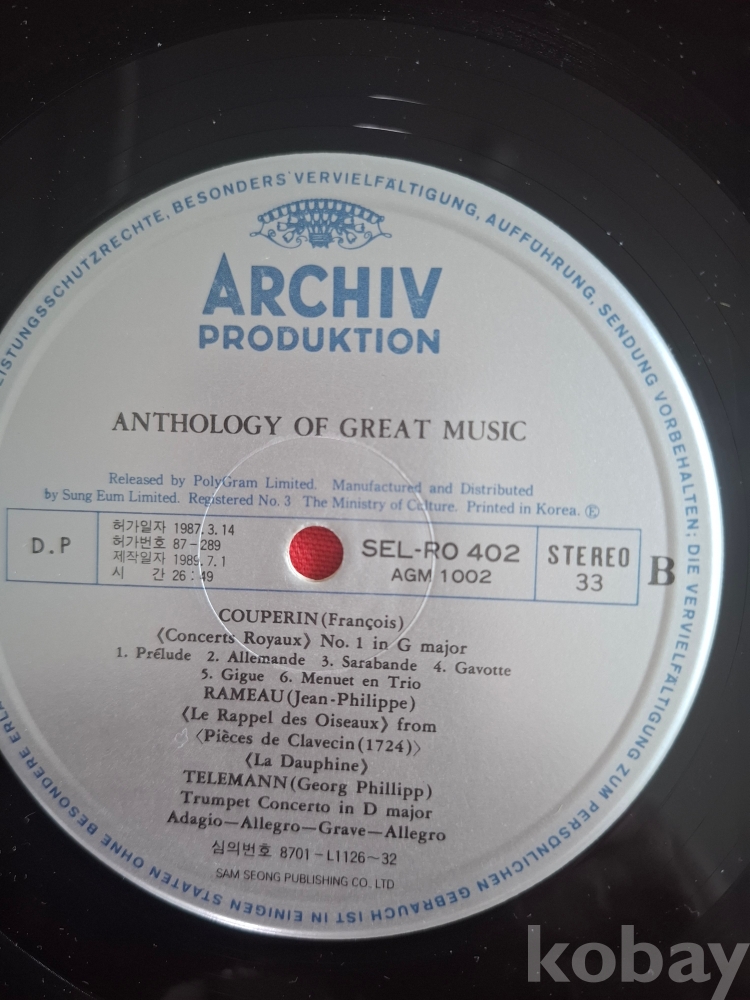 LEISTUNGSSCHUTZRECHTE, BESONDERS VERVIELFÄLTIGUNG, AUFFÜHRUNG, SENDUNG VORBEHALTEN; DIE VERVIELFÄLTIGUNG ZUM PERSÖNLICHEN GEBRAUCH IST IN EINIGEN STAATEN OHNE BESONDERE
ARCHIV
PRODUKTION
ANTHOLOGY OF GREAT MUSIC
Released by PolyGram Limited. Manufactured and Distributed
by Sung Eum Limited. Registered No. 3 The Ministry of Culture. Printed in Korea. Ⓔ
D.P
허가일자 1987.3.14
허가번호 87-289
제작일자 1989.7.1
시 간 26:49
SEL-RO 402
AGM 1002
STEREO
33
B
COUPERIN(François)
〈Concerts Royaux〉 No. 1 in G major
1. Prélude 2. Allemande 3. Sarabande 4. Gavotte
5. Gigue 6. Menuet en Trio
RAMEAU(Jean-Philippe)
〈Le Rappel des Oiseaux〉 from
〈Pièces de Clavecin(1724)〉
〈La Dauphine〉
TELEMANN(Georg Phillipp)
Trumpet Concerto in D major
Adagio—Allegro—Grave—Allegro
심의번호 8701-L1126~32
SAM SEONG PUBLISHING CO. LTD
kobay